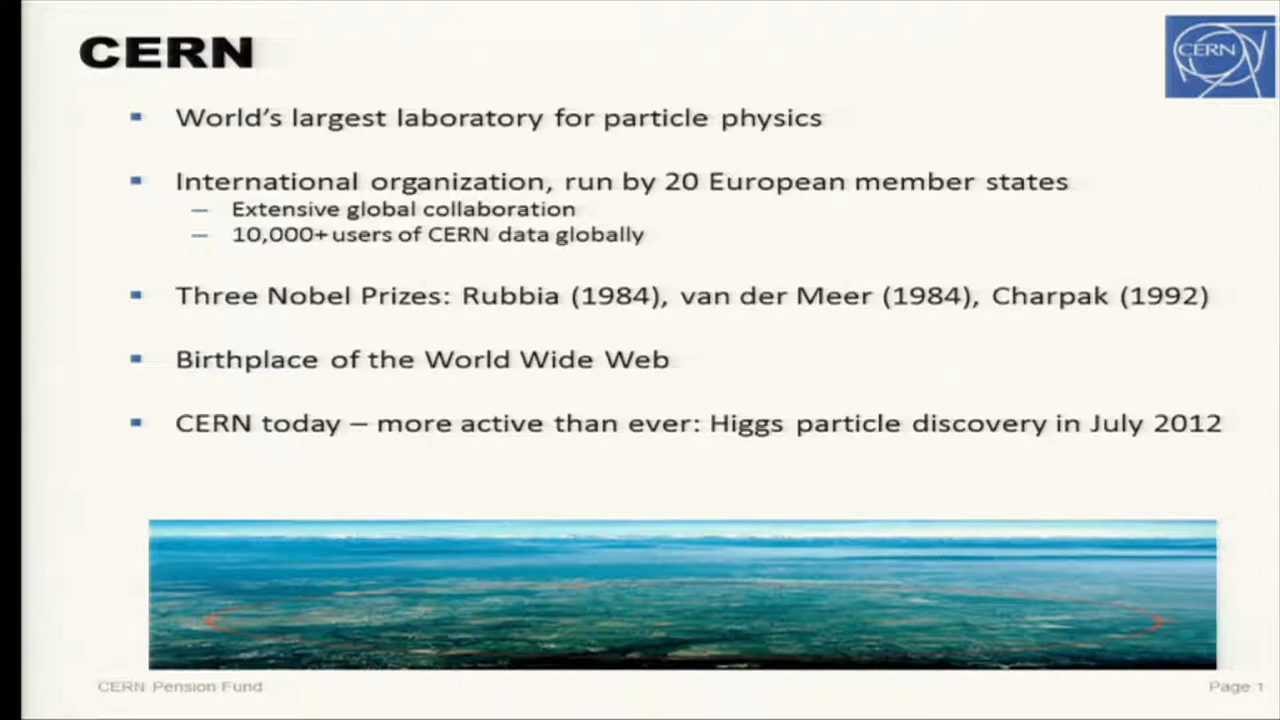 CERN
CERN
World's largest laboratory for particle physics
International organization, run by 20 European member states
Extensive global collaboration
10,000+ users of CERN data globally
Three Nobel Prizes: Rubbia (1984), van der Meer (1984), Charpak (1992)
Birthplace of the World Wide Web
CERN today – more active than ever: Higgs particle discovery in July 2012
CERN Pension Fund
Page 1